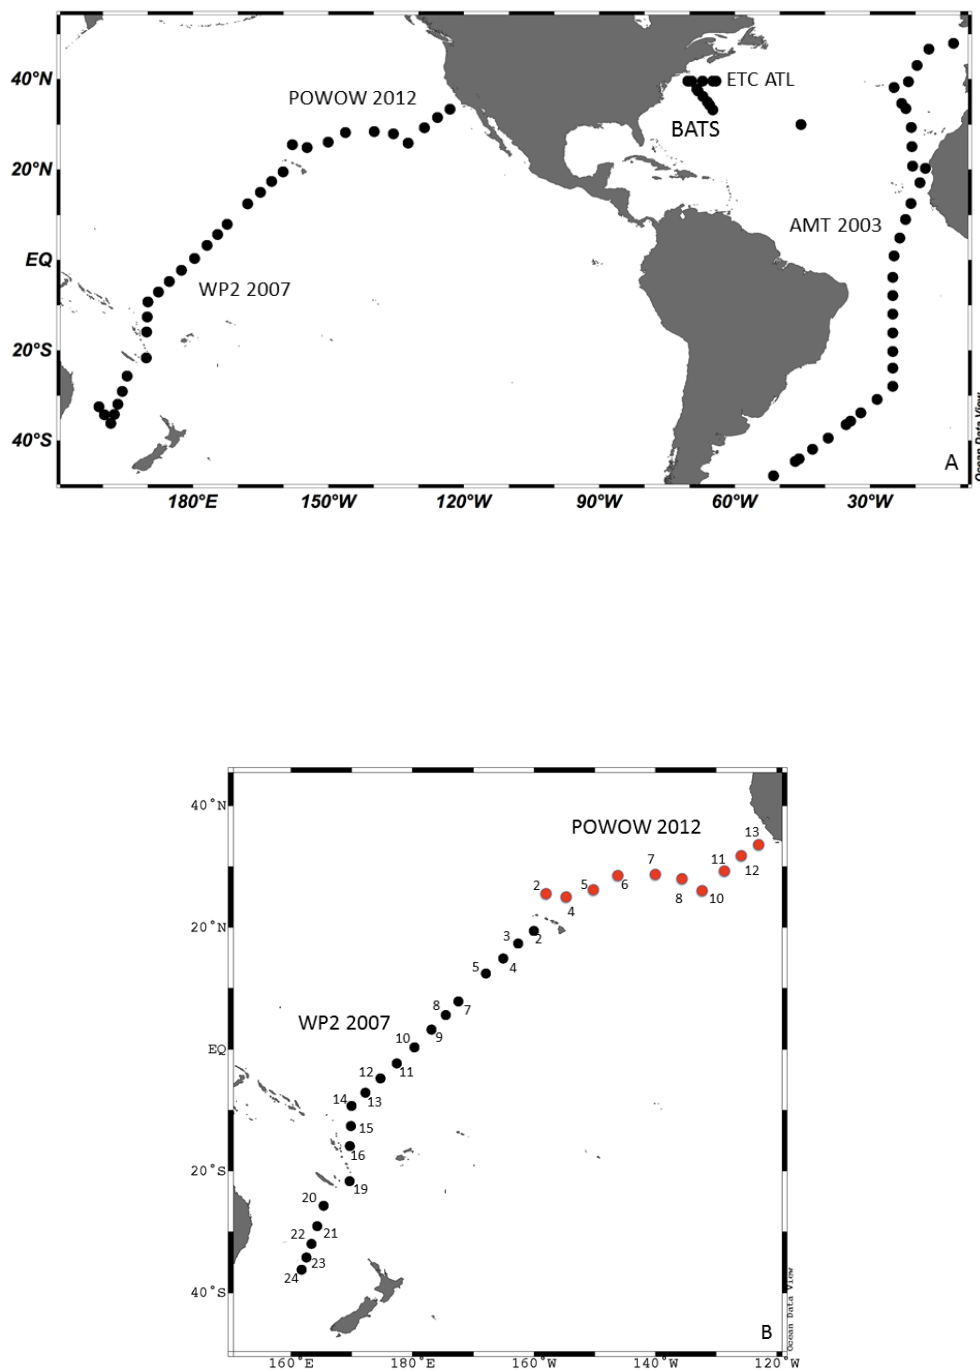 40°N
POWOW 2012
ETC ATL
BATS
20°N
AMT 2003
EQ
WP2 2007
20°S
40°S
A
Ocean Data View
180°E
150°W
120°W
90°W
60°W
30°W
40°N
POWOW 2012
13
11
12
7
2
5
6
8
10
4
20°N
3
2
5
4
8
7
WP2 2007
10
9
EQ
12
11
14
13
15
16
20°S
19
20
22
21
23
24
40°S
B
Ocean Data View
160°E
180°E
160°W
140°W
120°W